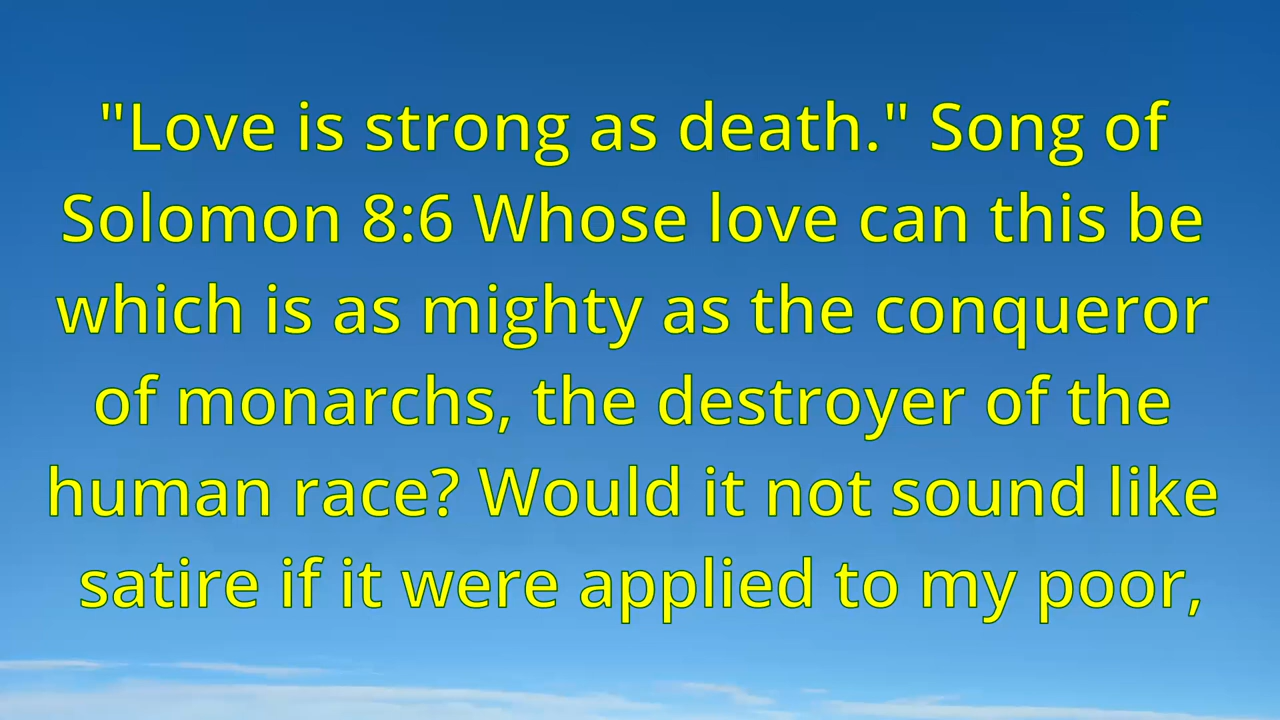 "Love is strong as death." Song of
Solomon 8:6 Whose love can this be
which is as mighty as the conqueror
of monarchs, the destroyer of the
human race? Would it not sound like
satire if it were applied to my poor,